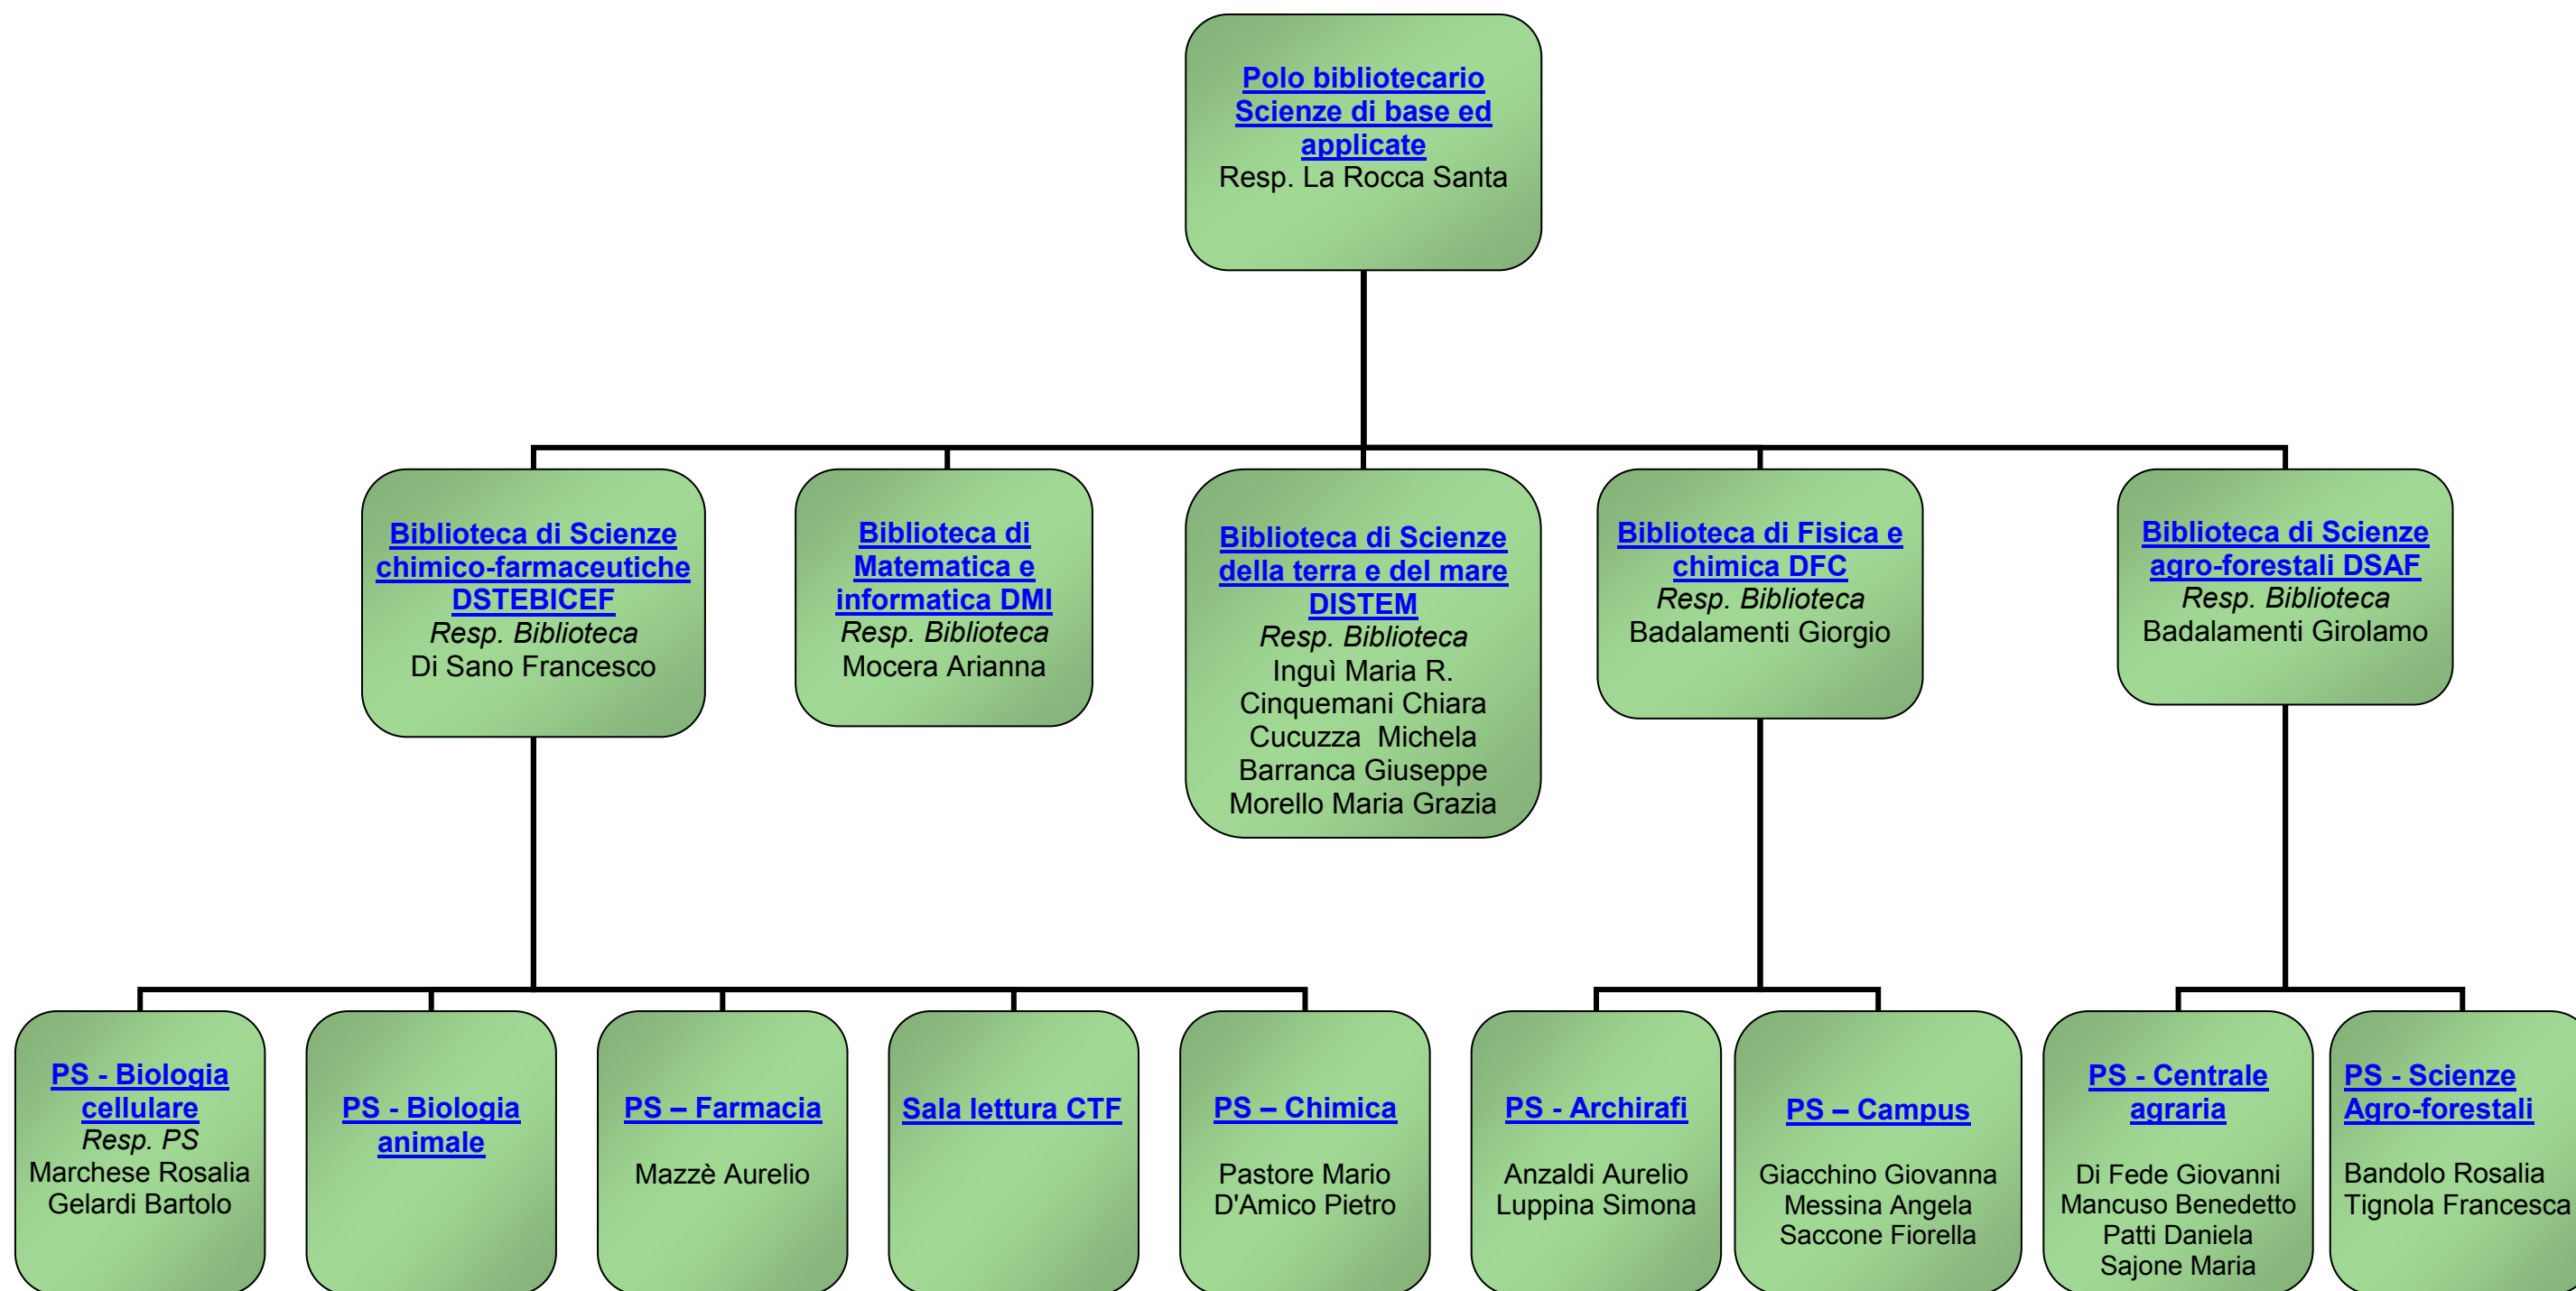 Polo bibliotecario
Scienze di base ed
applicate
Resp. La Rocca Santa
Biblioteca di Scienze
chimico-farmaceutiche
DSTEBICEF
Resp. Biblioteca
Di Sano Francesco
Biblioteca di
Matematica e
informatica DMI
Resp. Biblioteca
Mocera Arianna
Biblioteca di Scienze
della terra e del mare
DISTEM
Resp. Biblioteca
Inguì Maria R.
Cinquemani Chiara
Cucuzza  Michela
Barranca Giuseppe
Morello Maria Grazia
Biblioteca di Fisica e
chimica DFC
Resp. Biblioteca
Badalamenti Giorgio
Biblioteca di Scienze
agro-forestali DSAF
Resp. Biblioteca
Badalamenti Girolamo
PS - Biologia
cellulare
Resp. PS
Marchese Rosalia
Gelardi Bartolo
PS - Biologia
animale
PS – Farmacia
Mazzè Aurelio
Sala lettura CTF
PS – Chimica
Pastore Mario
D'Amico Pietro
PS - Archirafi
Anzaldi Aurelio
Luppina Simona
PS – Campus
Giacchino Giovanna
Messina Angela
Saccone Fiorella
PS - Centrale
agraria
Di Fede Giovanni
Mancuso Benedetto
Patti Daniela
Sajone Maria
PS - Scienze
Agro-forestali
Bandolo Rosalia
Tignola Francesca